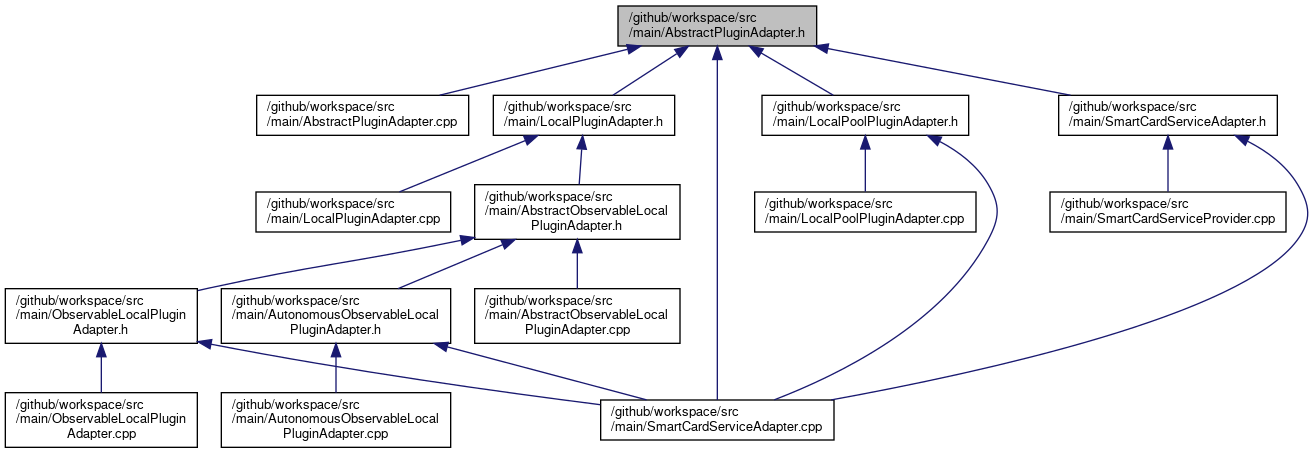 /github/workspace/src
/main/AbstractPluginAdapter.h
/github/workspace/src
/main/AbstractPluginAdapter.cpp
/github/workspace/src
/main/LocalPluginAdapter.h
/github/workspace/src
/main/LocalPoolPluginAdapter.h
/github/workspace/src
/main/SmartCardServiceAdapter.h
/github/workspace/src
/main/LocalPluginAdapter.cpp
/github/workspace/src
/main/AbstractObservableLocal
PluginAdapter.h
/github/workspace/src
/main/LocalPoolPluginAdapter.cpp
/github/workspace/src
/main/SmartCardServiceProvider.cpp
/github/workspace/src
/main/ObservableLocalPlugin
Adapter.h
/github/workspace/src
/main/AutonomousObservableLocal
PluginAdapter.h
/github/workspace/src
/main/AbstractObservableLocal
PluginAdapter.cpp
/github/workspace/src
/main/ObservableLocalPlugin
Adapter.cpp
/github/workspace/src
/main/AutonomousObservableLocal
PluginAdapter.cpp
/github/workspace/src
/main/SmartCardServiceAdapter.cpp